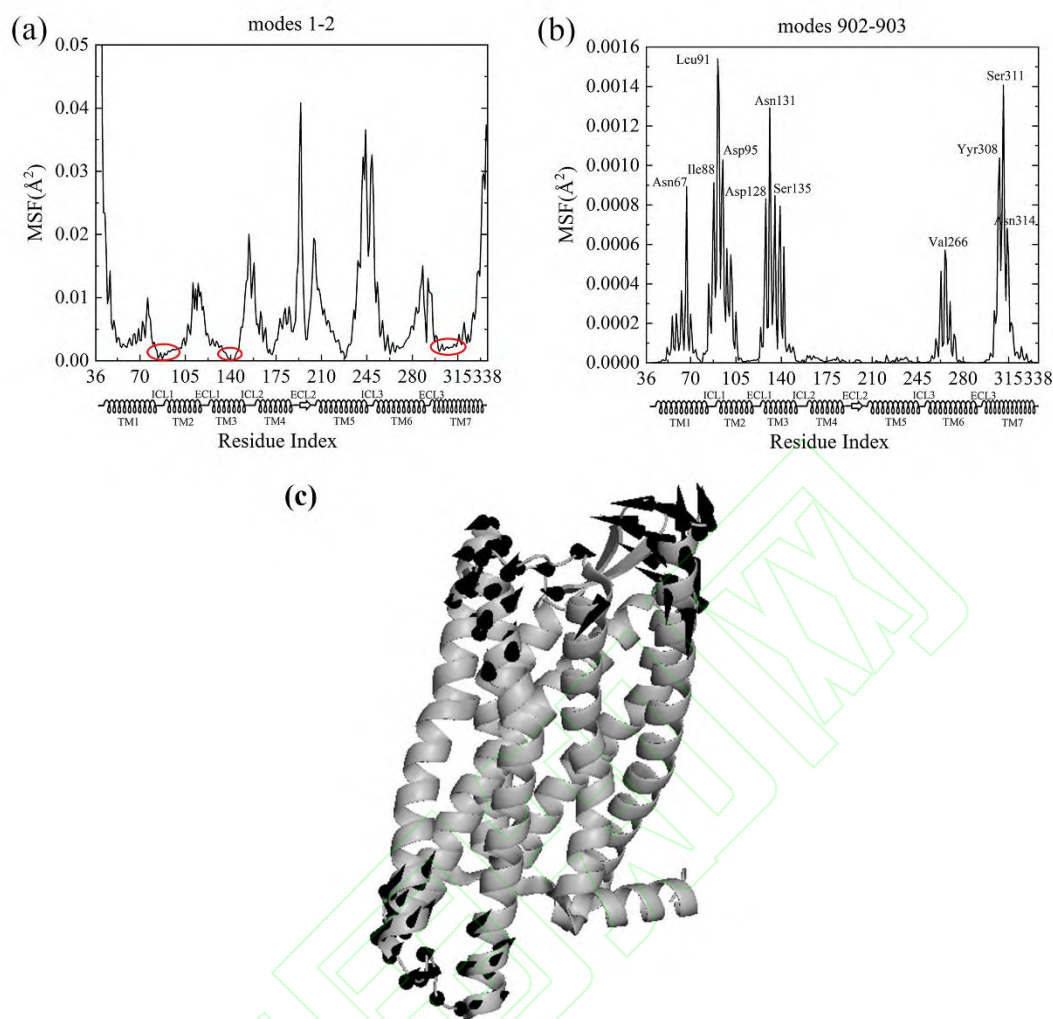 (a)
modes 1-2
MSF(Å²)
0.05
0.04
0.03
0.02
0.01
0.00
36 70 105 140 175 210 245 280 315338
ICL1 ECL1 ICL2 ECL2 ICL3 ECL3
TM1 TM2 TM3 TM4 TM5 TM6 TM7
Residue Index
(b)
modes 902-903
MSF(Å²)
0.0016
0.0014
0.0012
0.0010
0.0008
0.0006
0.0004
0.0002
0.0000
Leu91
Ser311
Asn131
Asp95
Yyr308
Ile88
Asn67
Asp128
Ser135
Asn314
Val266
36 70 105 140 175 210 245 280 315338
ICL1 ECL1 ICL2 ECL2 ICL3 ECL3
TM1 TM2 TM3 TM4 TM5 TM6 TM7
Residue Index
(c)